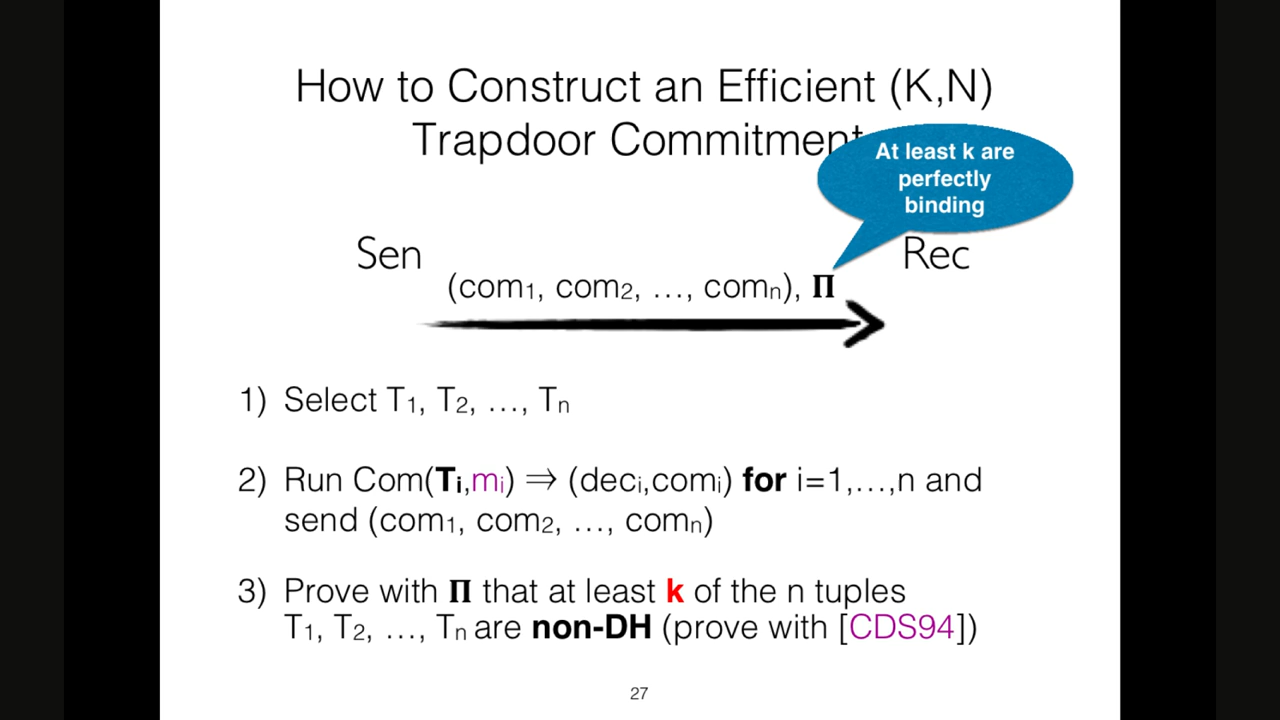 How to Construct an Efficient (K,N)
Trapdoor Commitment
At least k are
perfectly
binding
Sen
Rec
(com₁, com₂, …, comₙ), 𝚷
1) Select T₁, T₂, …, Tₙ
2) Run Com(Tᵢ,mᵢ) ⇒ (decᵢ,comᵢ) for i=1,…,n and
send (com₁, com₂, …, comₙ)
3) Prove with 𝚷 that at least k of the n tuples
T₁, T₂, …, Tₙ are non-DH (prove with [CDS94])
27